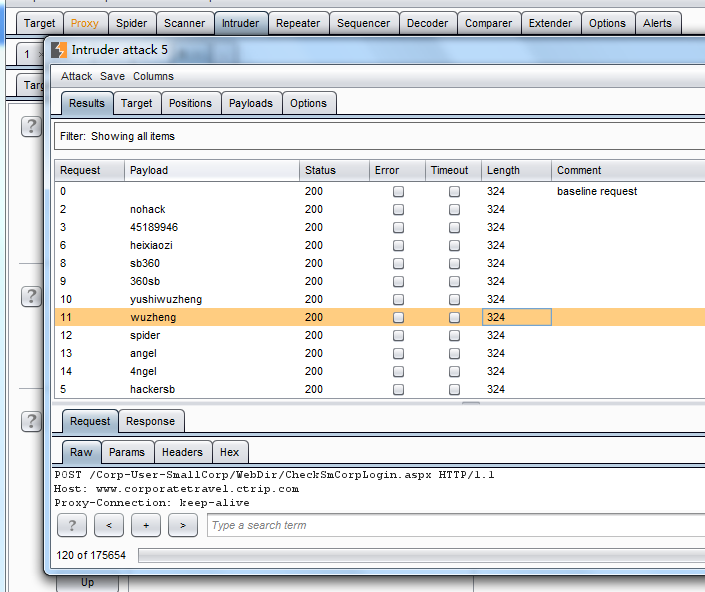 Target Proxy Spider Scanner Intruder Repeater Sequencer Decoder Comparer Extender Options Alerts
1
Intruder attack 5
Attack Save Columns
Results Target Positions Payloads Options
?
Filter: Showing all items
Request Payload Status Error Timeout Length Comment
0 200 324 baseline request
2 nohack 200 324
3 45189946 200 324
6 heixiaozi 200 324
8 sb360 200 324
? 9 360sb 200 324
10 yushiwuzheng 200 324
11 wuzheng 200 324
12 spider 200 324
13 angel 200 324
14 4ngel 200 324
5 hackersb 200 324
? Request Response
Raw Params Headers Hex
POST /Corp-User-SmallCorp/WebDir/CheckSmCorpLogin.aspx HTTP/1.1
Host: www.corporatetravel.ctrip.com
Proxy-Connection: keep-alive
? < + > Type a search term
120 of 175654
Up